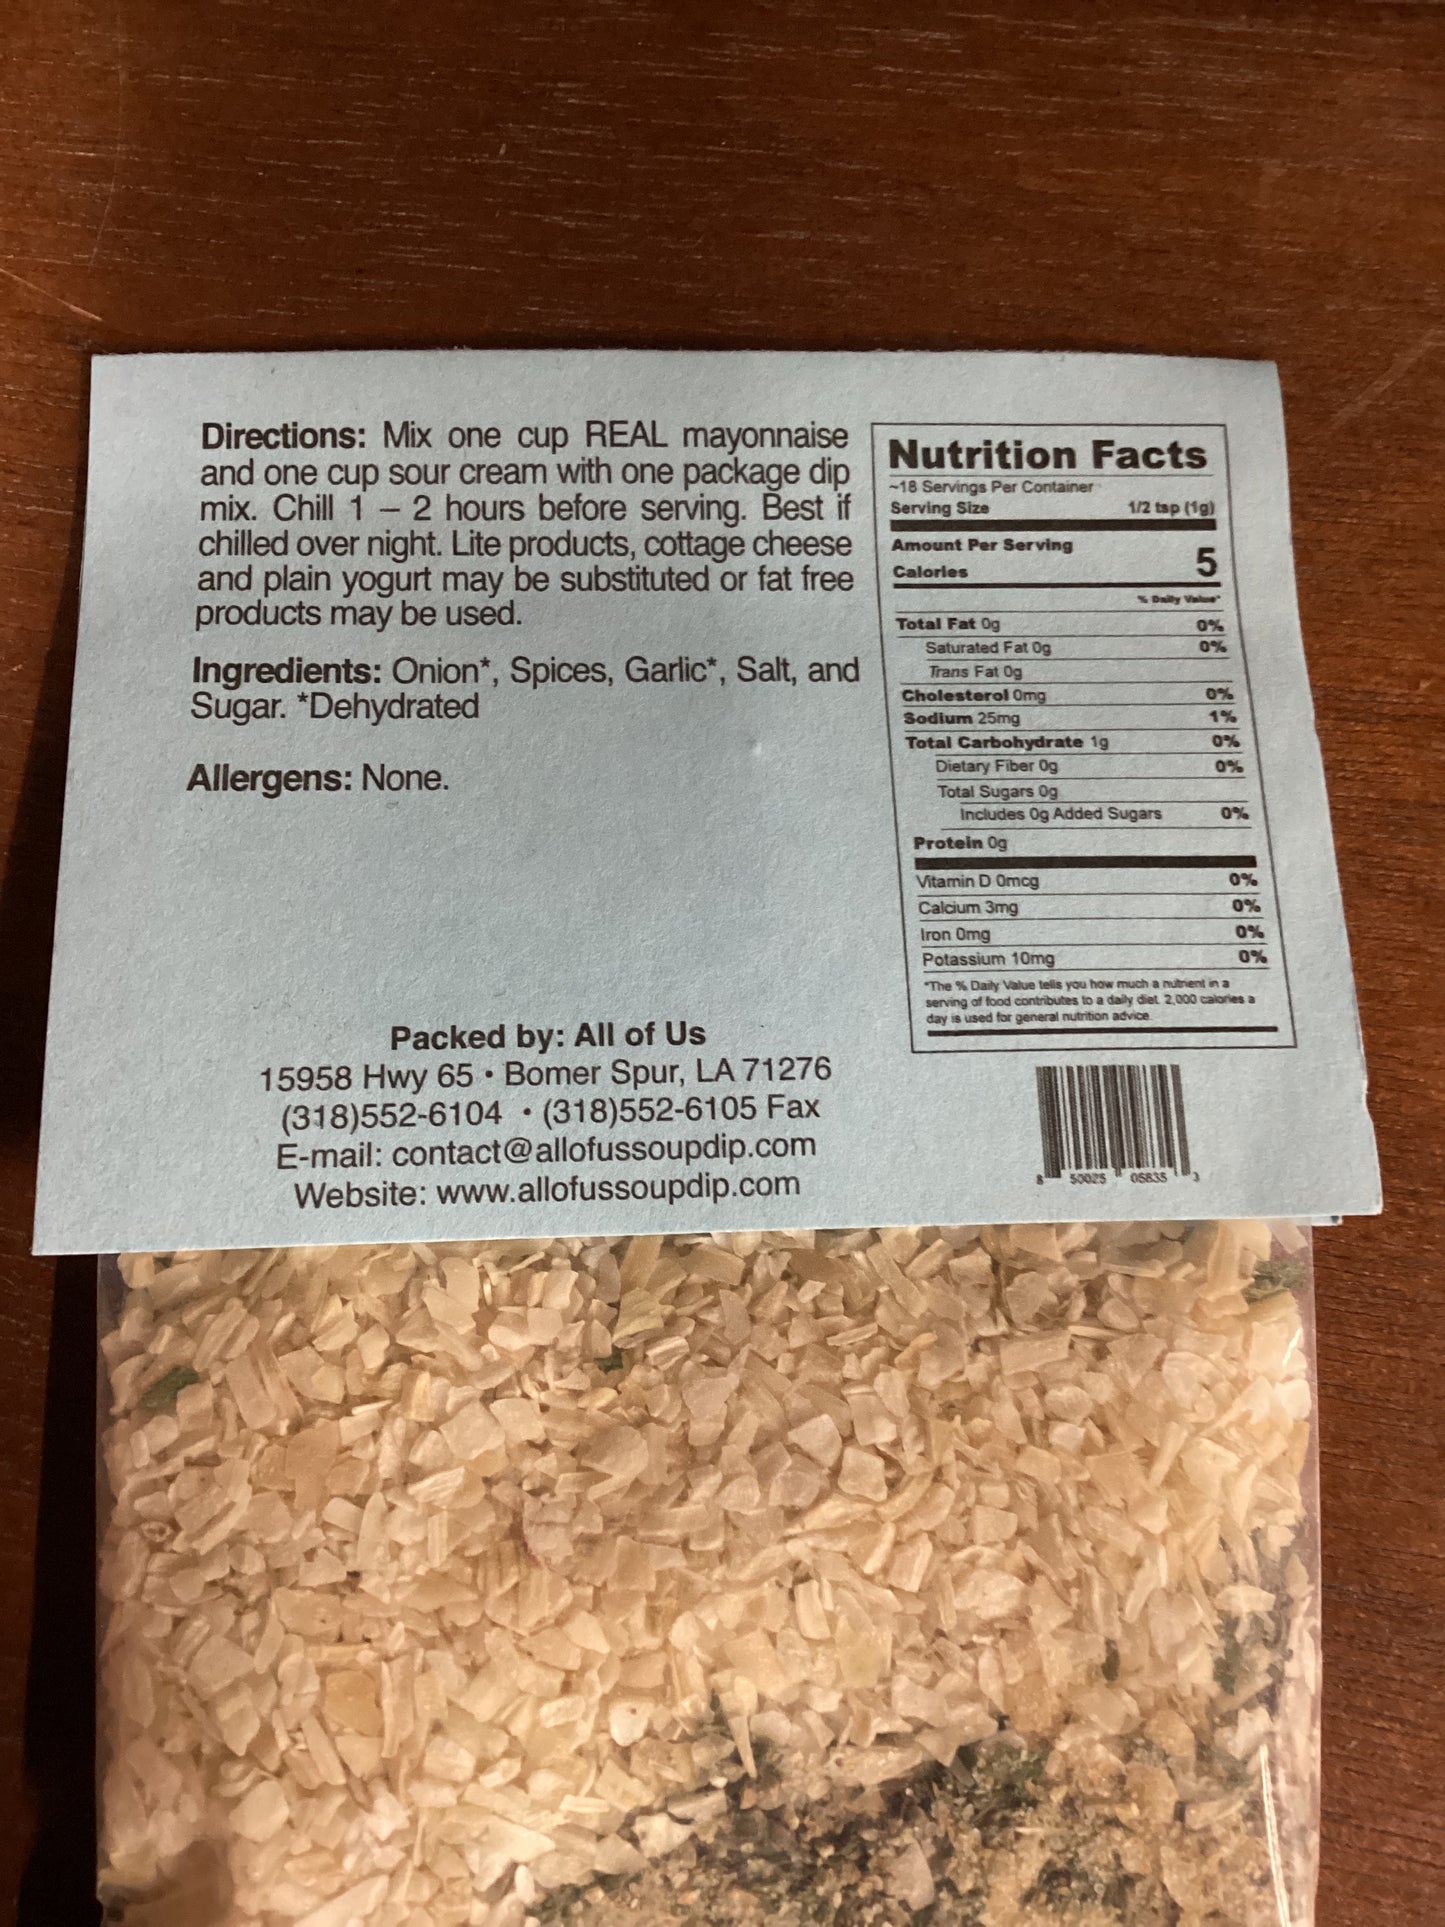 Directions: Mix one cup REAL mayonnaise
and one cup sour cream with one package dip
mix. Chill 1 – 2 hours before serving. Best if
chilled over night. Lite products, cottage cheese
and plain yogurt may be substituted or fat free
products may be used.
Ingredients: Onion*, Spices, Garlic*, Salt, and
Sugar. *Dehydrated
Allergens: None.
Packed by: All of Us
15958 Hwy 65 • Bomer Spur, LA 71276
(318)552-6104 • (318)552-6105 Fax
E-mail: contact@allofussoupdip.com
Website: www.allofussoupdip.com
Nutrition Facts
~18 Servings Per Container
Serving Size 1/2 tsp (1g)
Amount Per Serving
Calories 5
% Daily Value*
Total Fat 0g 0%
Saturated Fat 0g 0%
Trans Fat 0g
Cholesterol 0mg 0%
Sodium 25mg 1%
Total Carbohydrate 1g 0%
Dietary Fiber 0g 0%
Total Sugars 0g
Includes 0g Added Sugars 0%
Protein 0g
Vitamin D 0mcg 0%
Calcium 3mg 0%
Iron 0mg 0%
Potassium 10mg 0%
*The % Daily Value tells you how much a nutrient in a
serving of food contributes to a daily diet. 2,000 calories a
day is used for general nutrition advice.
8 50025 05835 3